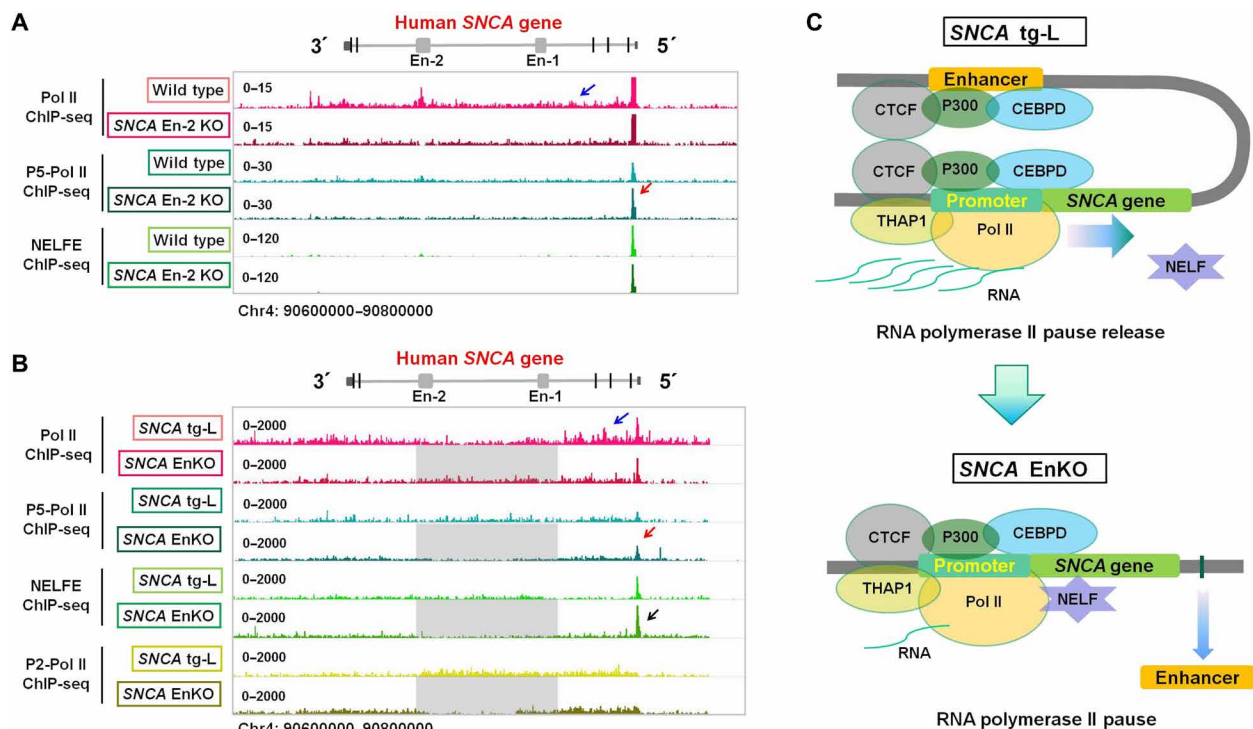 A
Human SNCA gene
3´
5´
En-2
En-1
Pol II
ChIP-seq
Wild type
0–15
SNCA En-2 KO
0–15
P5-Pol II
ChIP-seq
Wild type
0–30
SNCA En-2 KO
0–30
NELFE
ChIP-seq
Wild type
0–120
SNCA En-2 KO
0–120
Chr4: 90600000–90800000
B
Human SNCA gene
3´
5´
En-2
En-1
Pol II
ChIP-seq
SNCA tg-L
0–2000
SNCA EnKO
0–2000
P5-Pol II
ChIP-seq
SNCA tg-L
0–2000
SNCA EnKO
0–2000
NELFE
ChIP-seq
SNCA tg-L
0–2000
SNCA EnKO
0–2000
P2-Pol II
ChIP-seq
SNCA tg-L
0–2000
SNCA EnKO
0–2000
Chr4: 90600000–90800000
C
SNCA tg-L
Enhancer
CTCF
P300
CEBPD
CTCF
P300
CEBPD
Promoter
SNCA gene
THAP1
Pol II
NELF
RNA
RNA polymerase II pause release
SNCA EnKO
CTCF
P300
CEBPD
Promoter
SNCA gene
THAP1
Pol II
NELF
RNA
Enhancer
RNA polymerase II pause